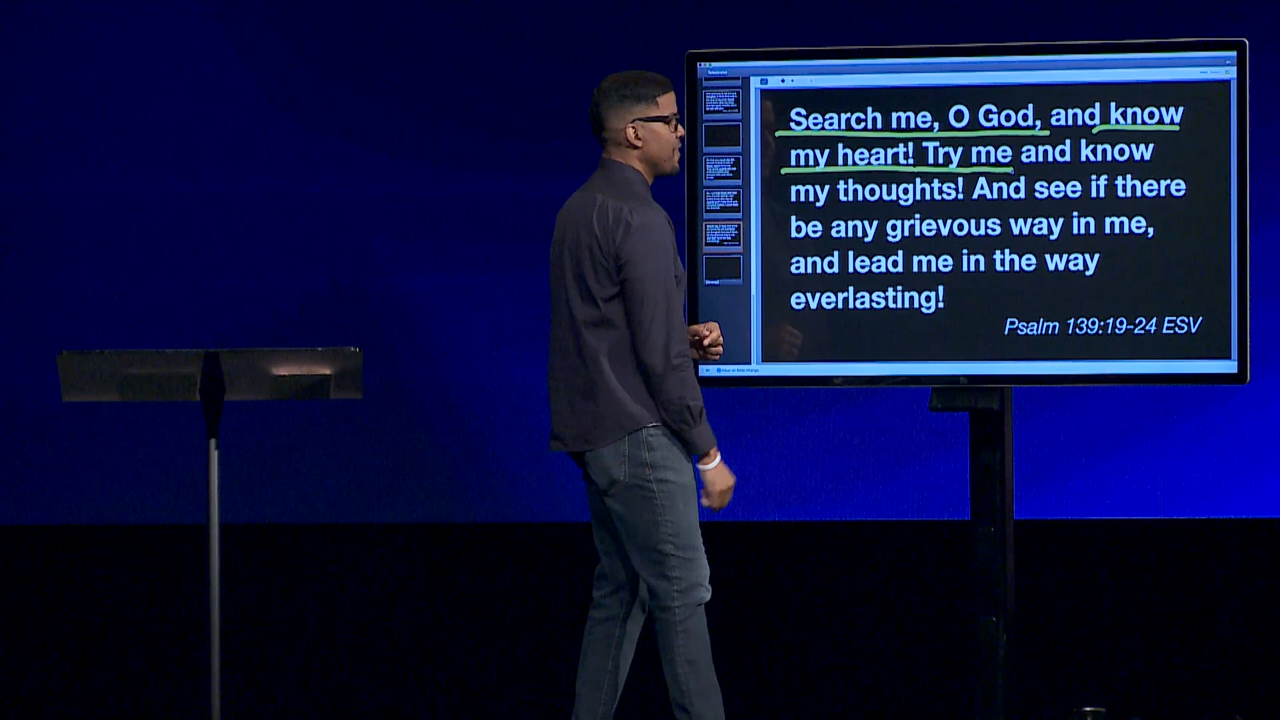 Search me, O God, and know
my heart! Try me and know
my thoughts! And see if there
be any grievous way in me,
and lead me in the way
everlasting!
Psalm 139:19-24 ESV